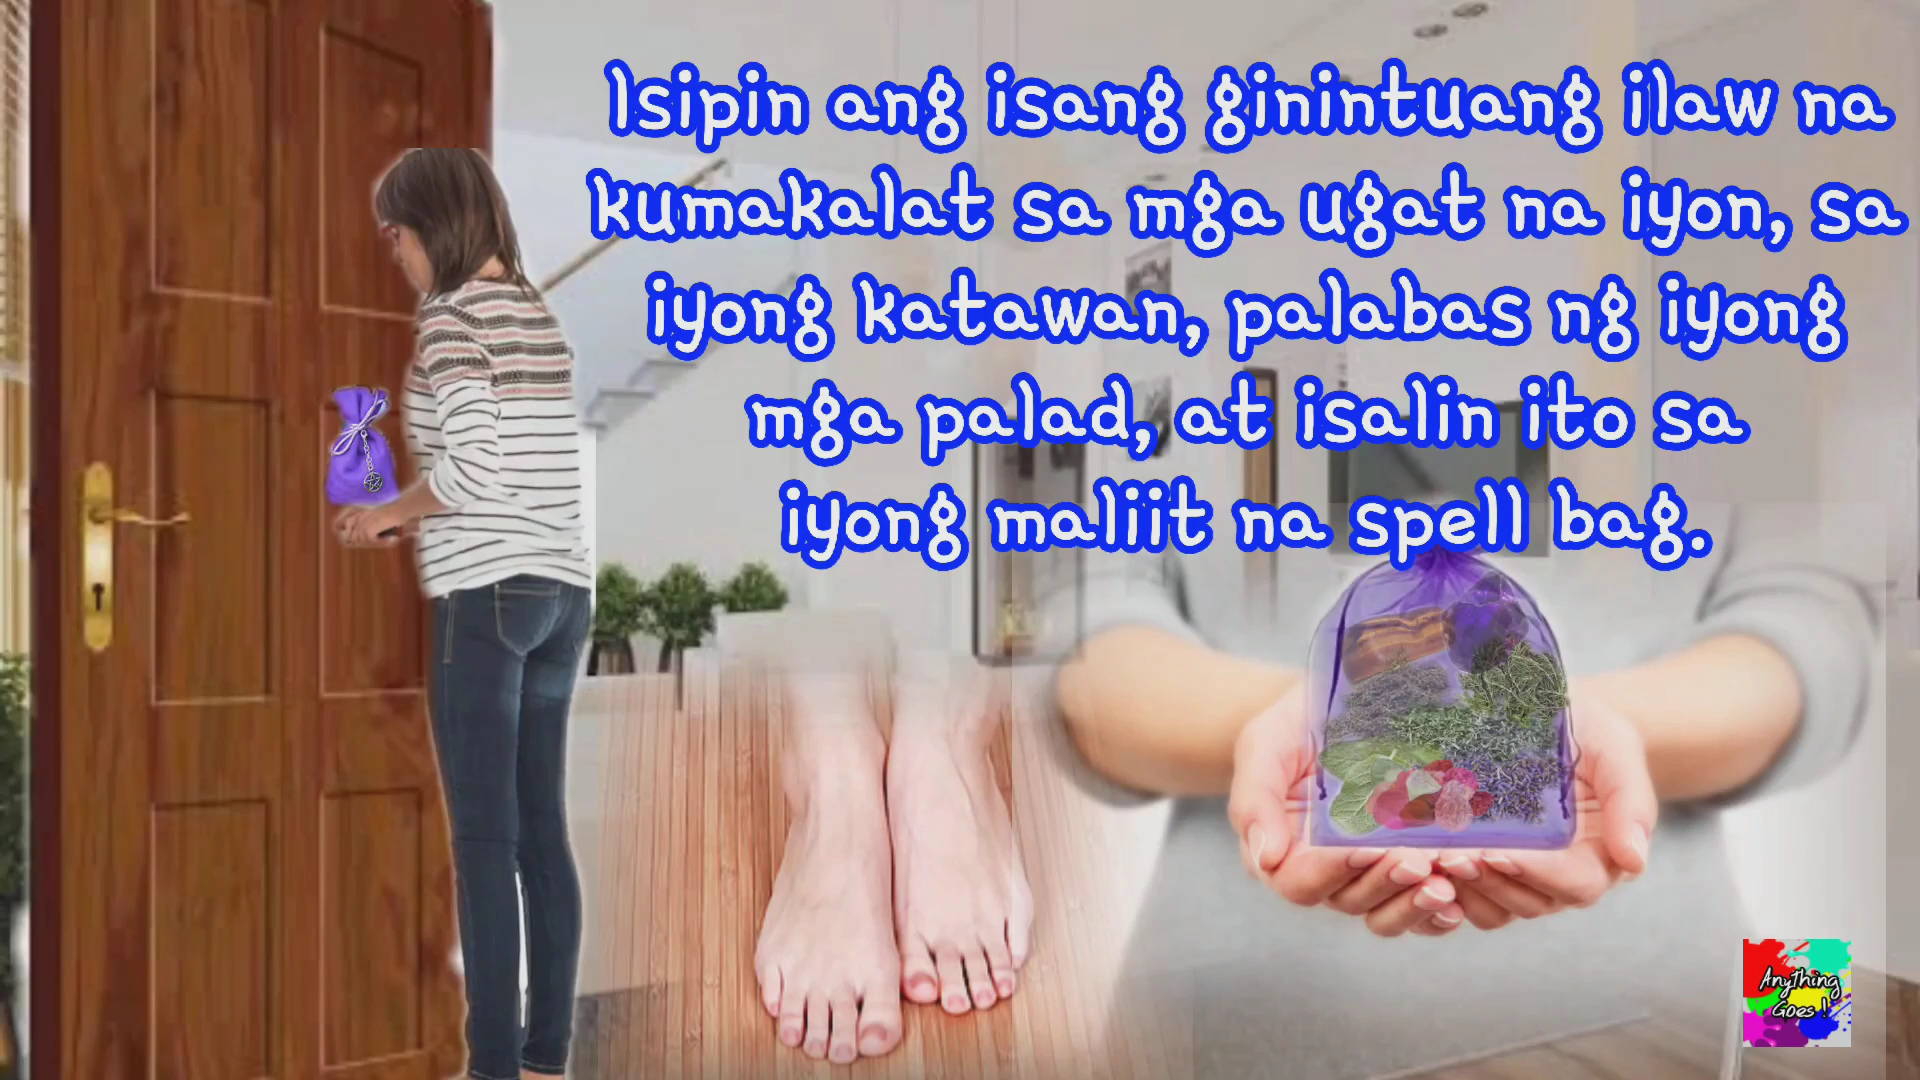 Isipin ang isang ginintuang ilaw na
kumakalat sa mga ugat na iyon, sa
iyong katawan, palabas ng iyong
mga palad, at isalin ito sa
iyong maliit na spell bag.
Anything
Goes!